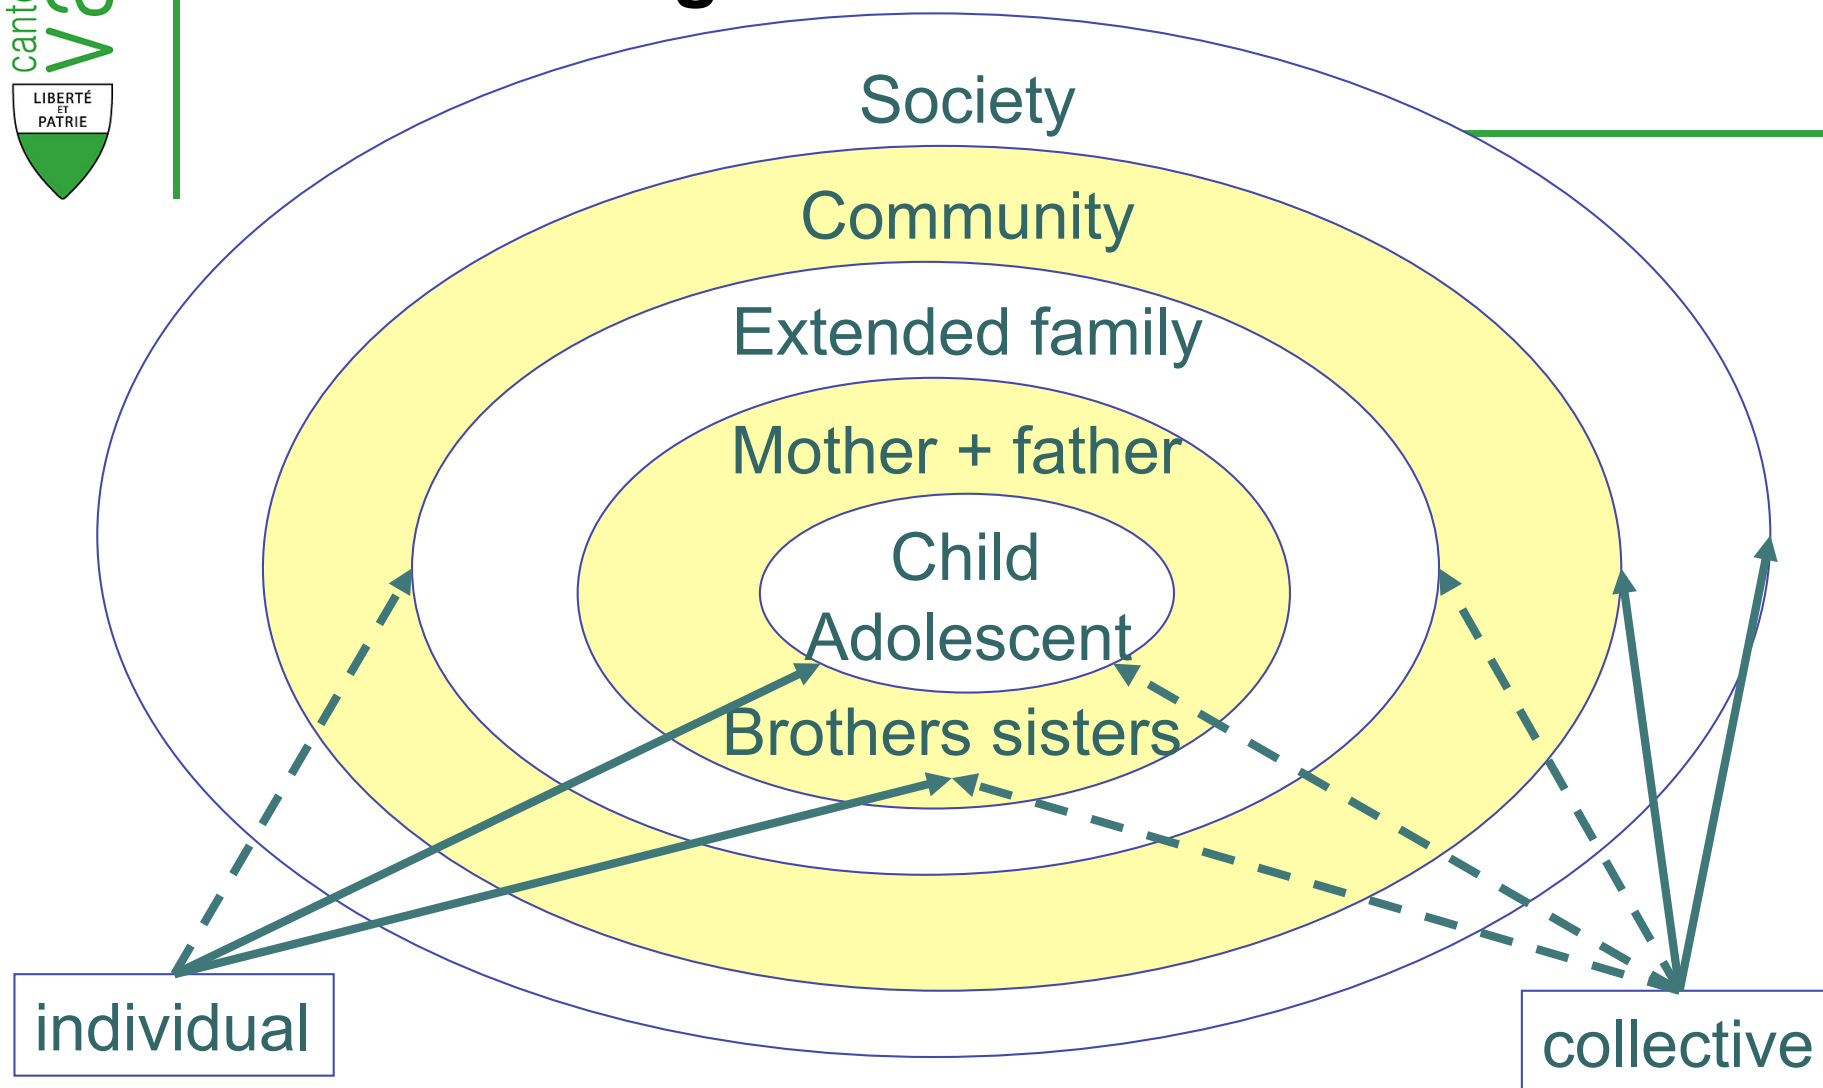 LIBERTÉ
ET
PATRIE
Society
Community
Extended family
Mother + father
Child
Adolescent
Brothers sisters
individual
collective